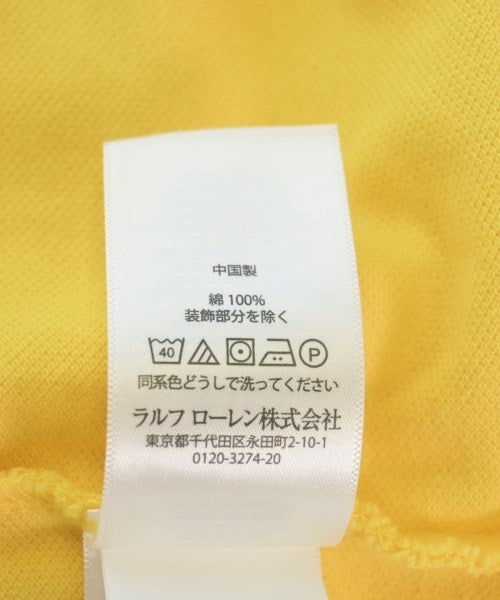 中国製
綿 100%
装飾部分を除く
40 P
同系色どうしで洗ってください
ラルフ ローレン株式会社
東京都千代田区永田町2-10-1
0120-3274-20